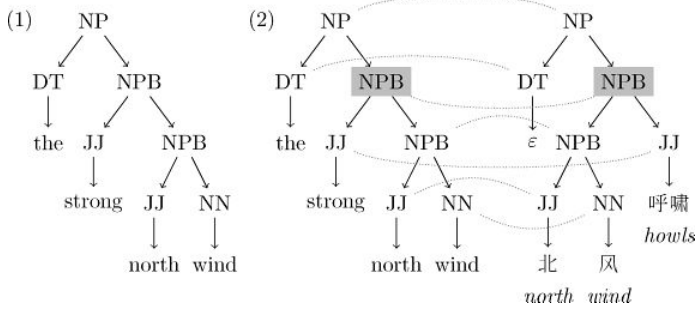 (1) NP (2) NP NP
DT NPB DT NPB DT NPB
the JJ NPB the JJ NPB ε NPB JJ
strong JJ NN strong JJ NN JJ NN 呼啸
howls
north wind north wind 北 风
north wind